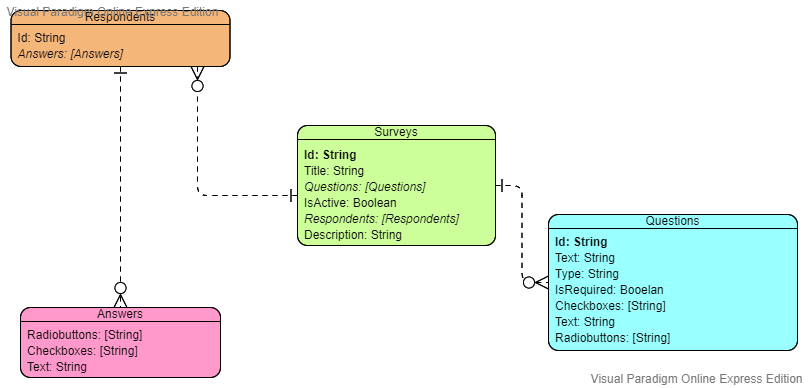 Visual Paradigm Online Express Edition
Respondents
Id: String
Answers: [Answers]
Surveys
Id: String
Title: String
Questions: [Questions]
IsActive: Boolean
Respondents: [Respondents]
Description: String
Questions
Id: String
Text: String
Type: String
IsRequired: Booelan
Checkboxes: [String]
Text: String
Radiobuttons: [String]
Answers
Radiobuttons: [String]
Checkboxes: [String]
Text: String
Visual Paradigm Online Express Edition